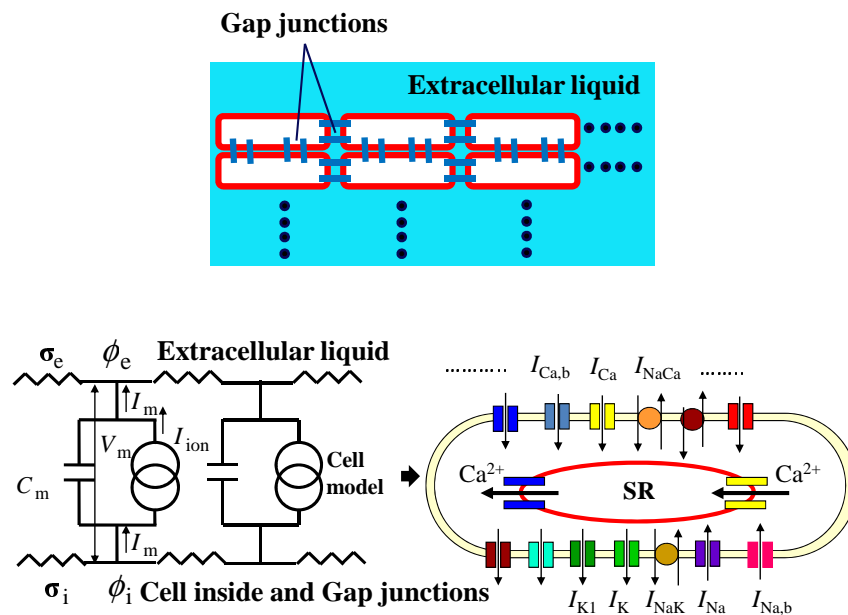 Gap junctions
Extracellular liquid
σe ϕe Extracellular liquid
Im
Vm Iion
Cm
Cell model
Im
σi ϕi Cell inside and Gap junctions
........... ICa,b ICa INaCa ........
Ca2+ SR Ca2+
IK1 IK INaK INa INa,b